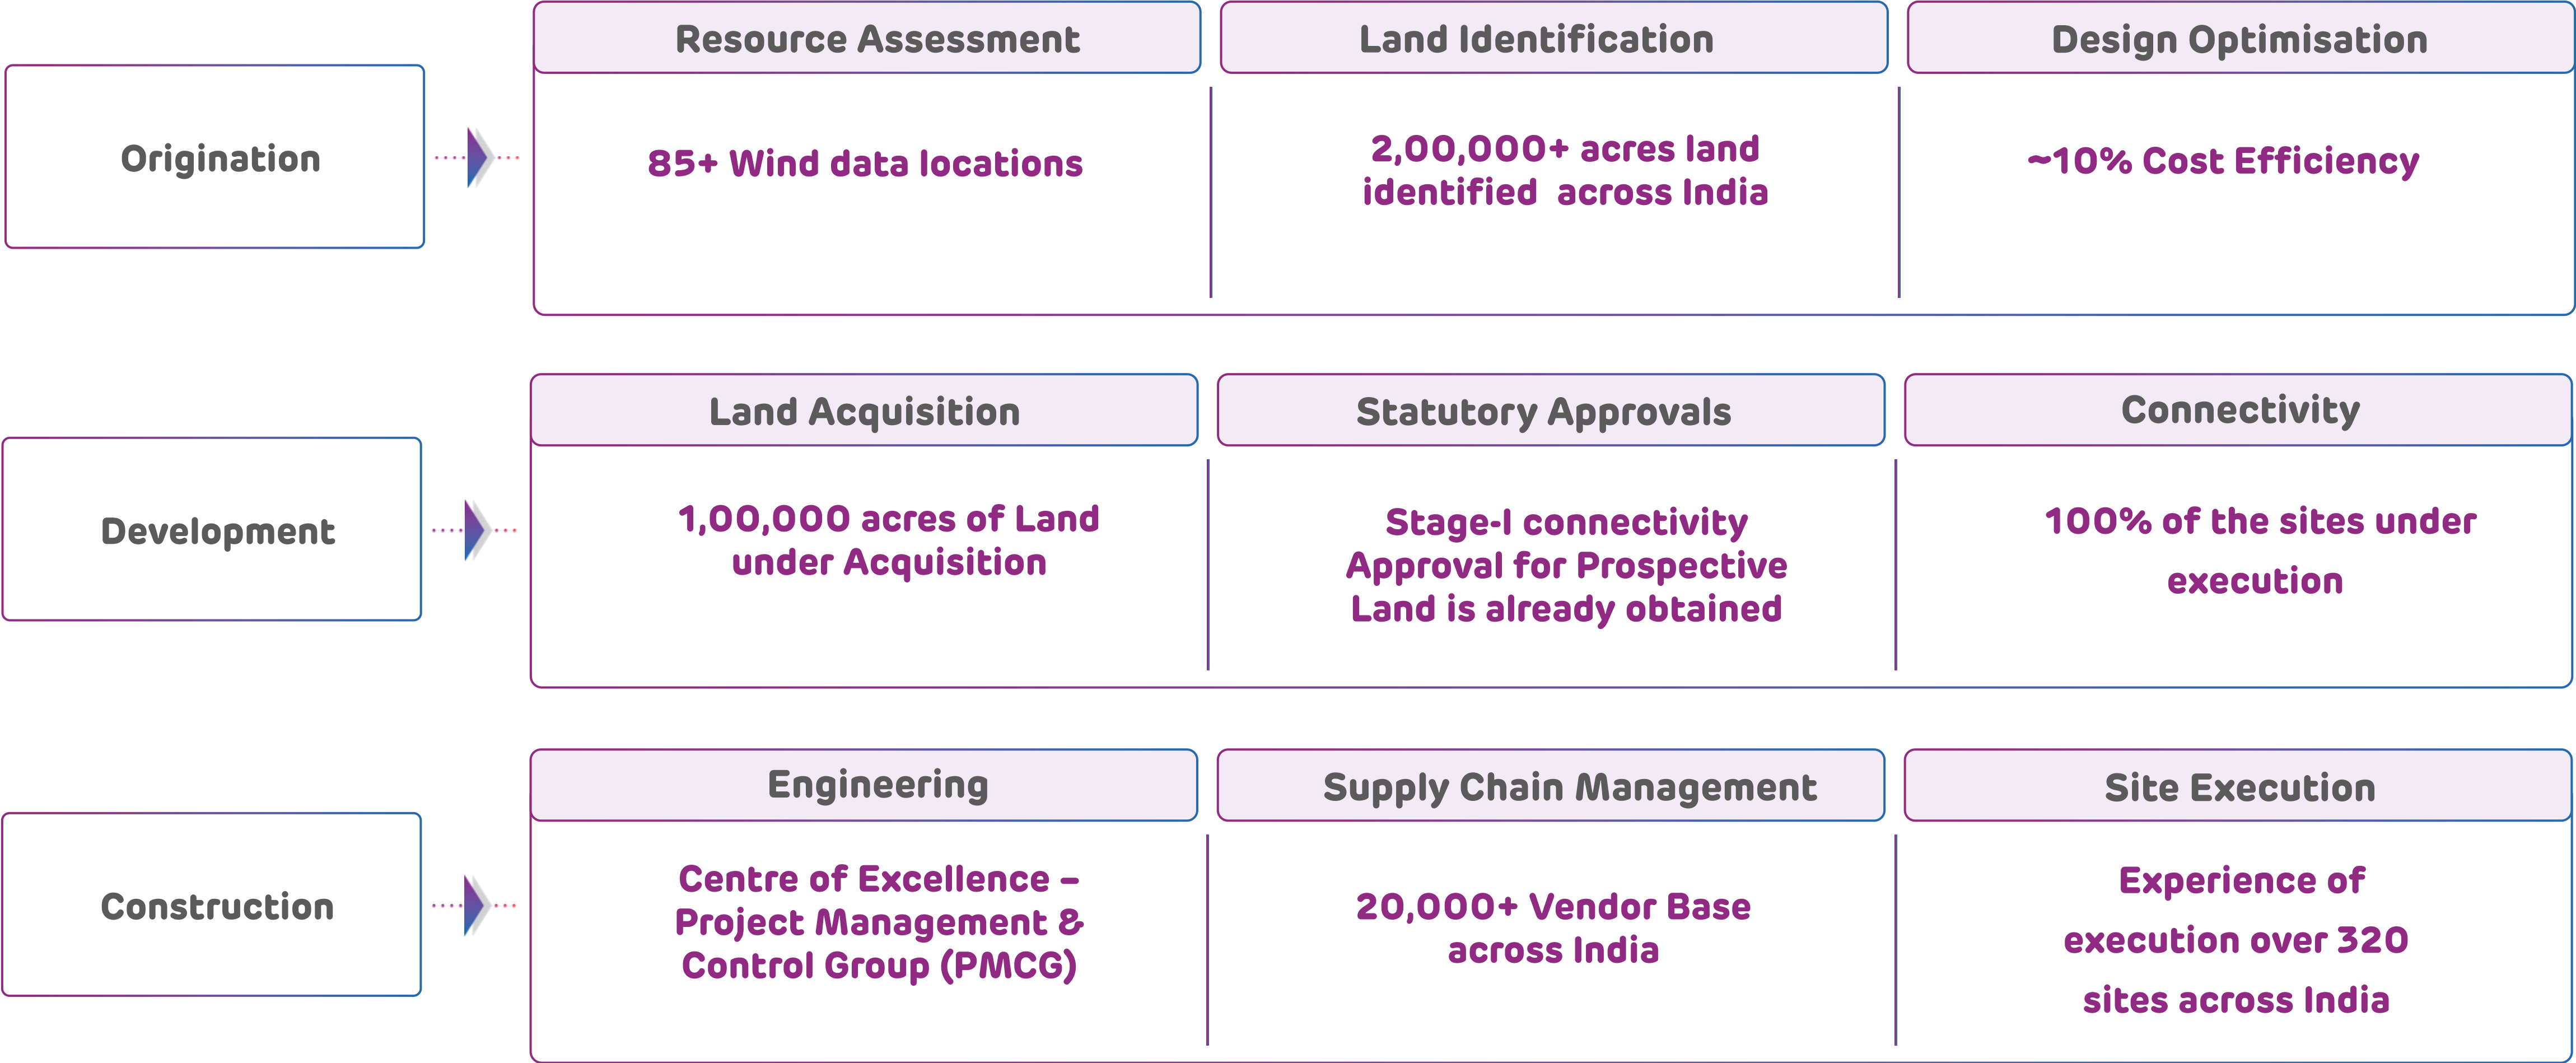 Resource Assessment
Land Identification
Design Optimisation
Origination
85+ Wind data locations
2,00,000+ acres land
identified across India
~10% Cost Efficiency
Land Acquisition
Statutory Approvals
Connectivity
Development
1,00,000 acres of Land
under Acquisition
Stage-I connectivity
Approval for Prospective
Land is already obtained
100% of the sites under
execution
Engineering
Supply Chain Management
Site Execution
Construction
Centre of Excellence –
Project Management &
Control Group (PMCG)
20,000+ Vendor Base
across India
Experience of
execution over 320
sites across India